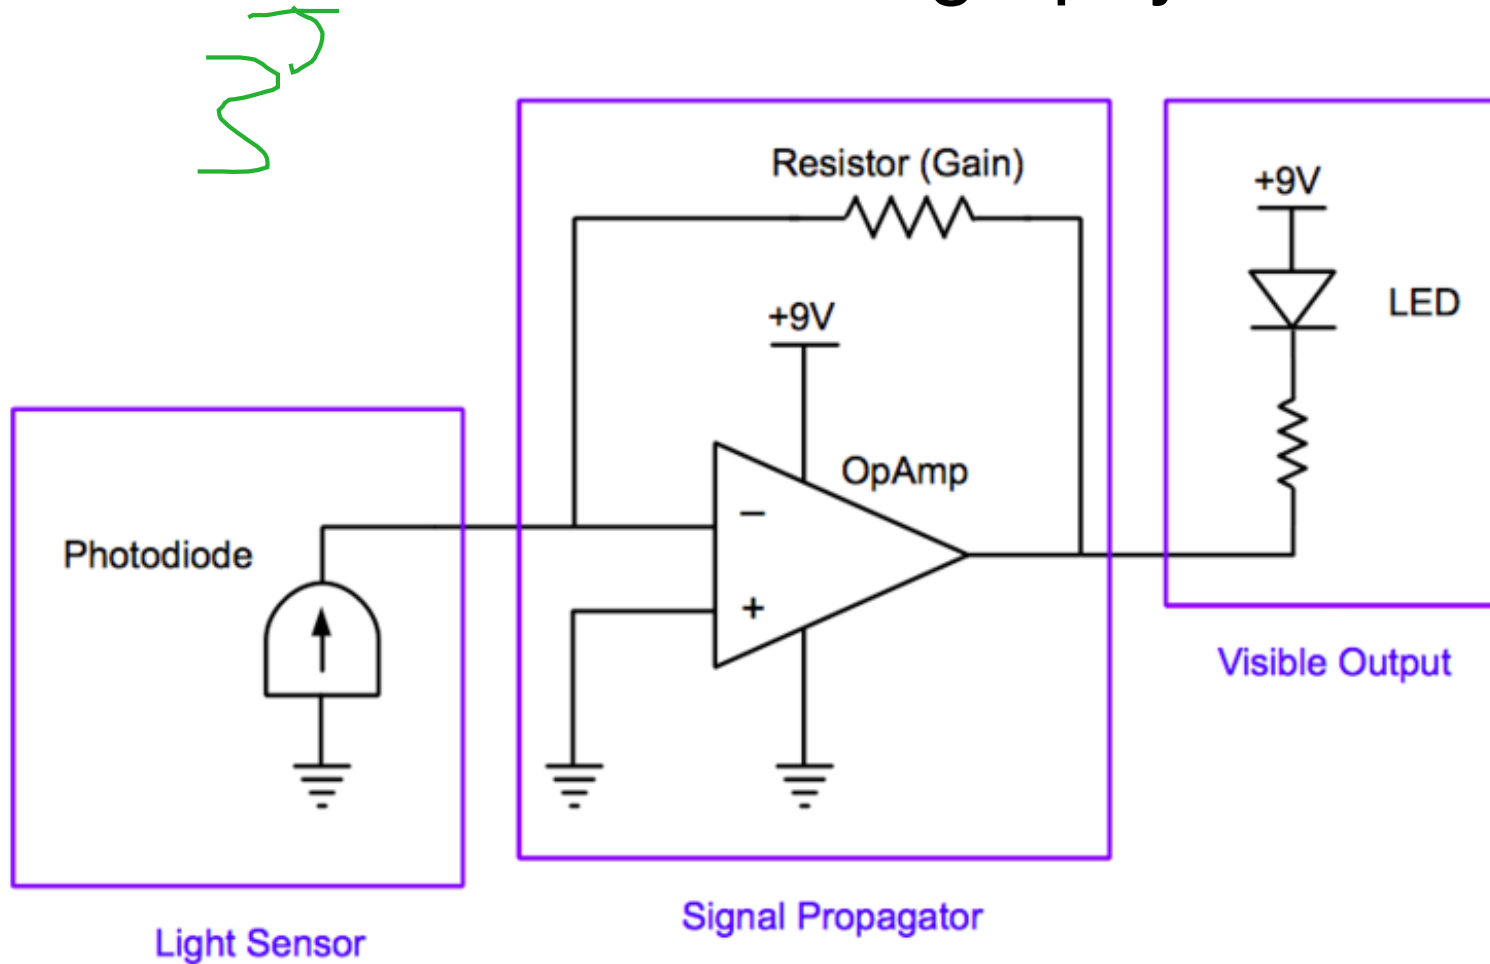 Resistor (Gain)
+9V
+9V
LED
OpAmp
−
Photodiode
+
Visible Output
Signal Propagator
Light Sensor